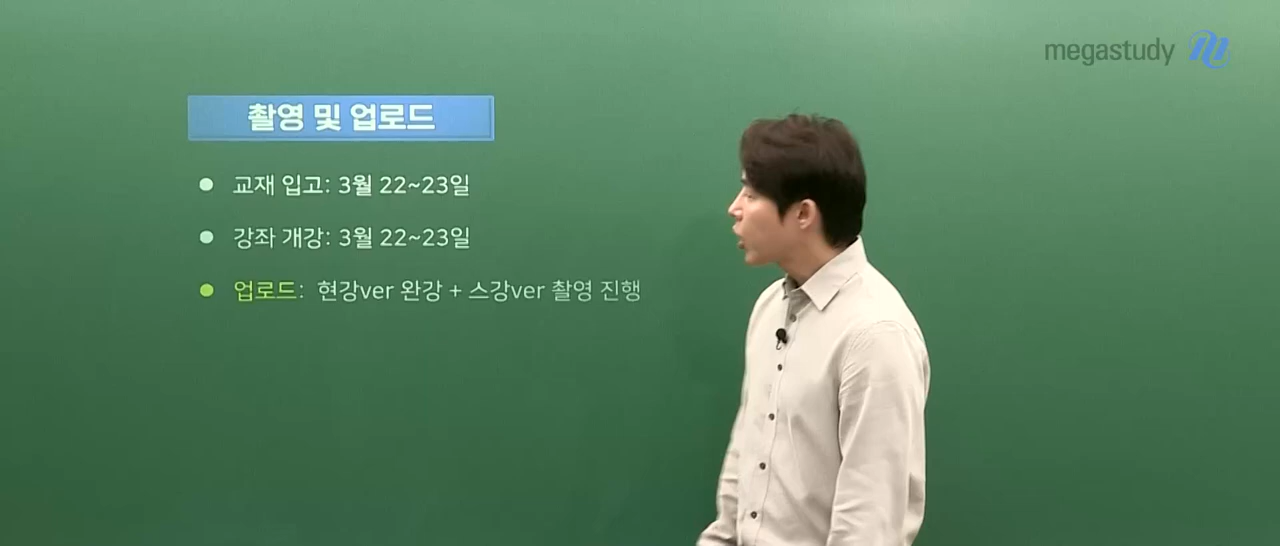 megastudy
촬영 및 업로드
교재 입고: 3월 22~23일
강좌 개강: 3월 22~23일
업로드: 현강ver 완강 + 스강ver 촬영 진행